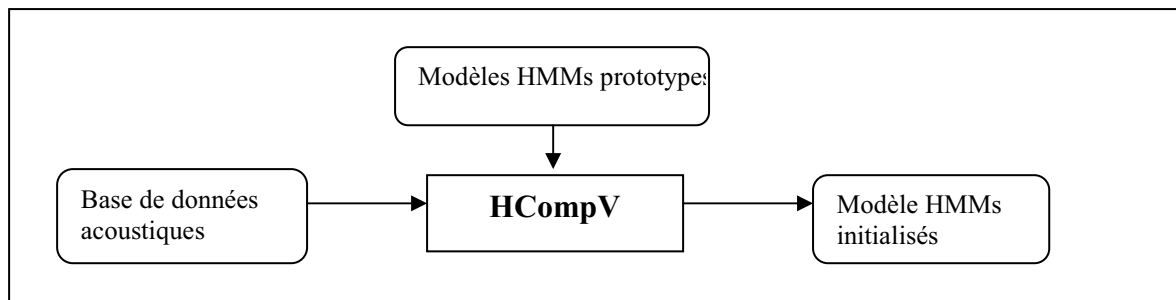 Modèles HMMs prototypes
Base de données
acoustiques
HCompV
Modèle HMMs
initialisés